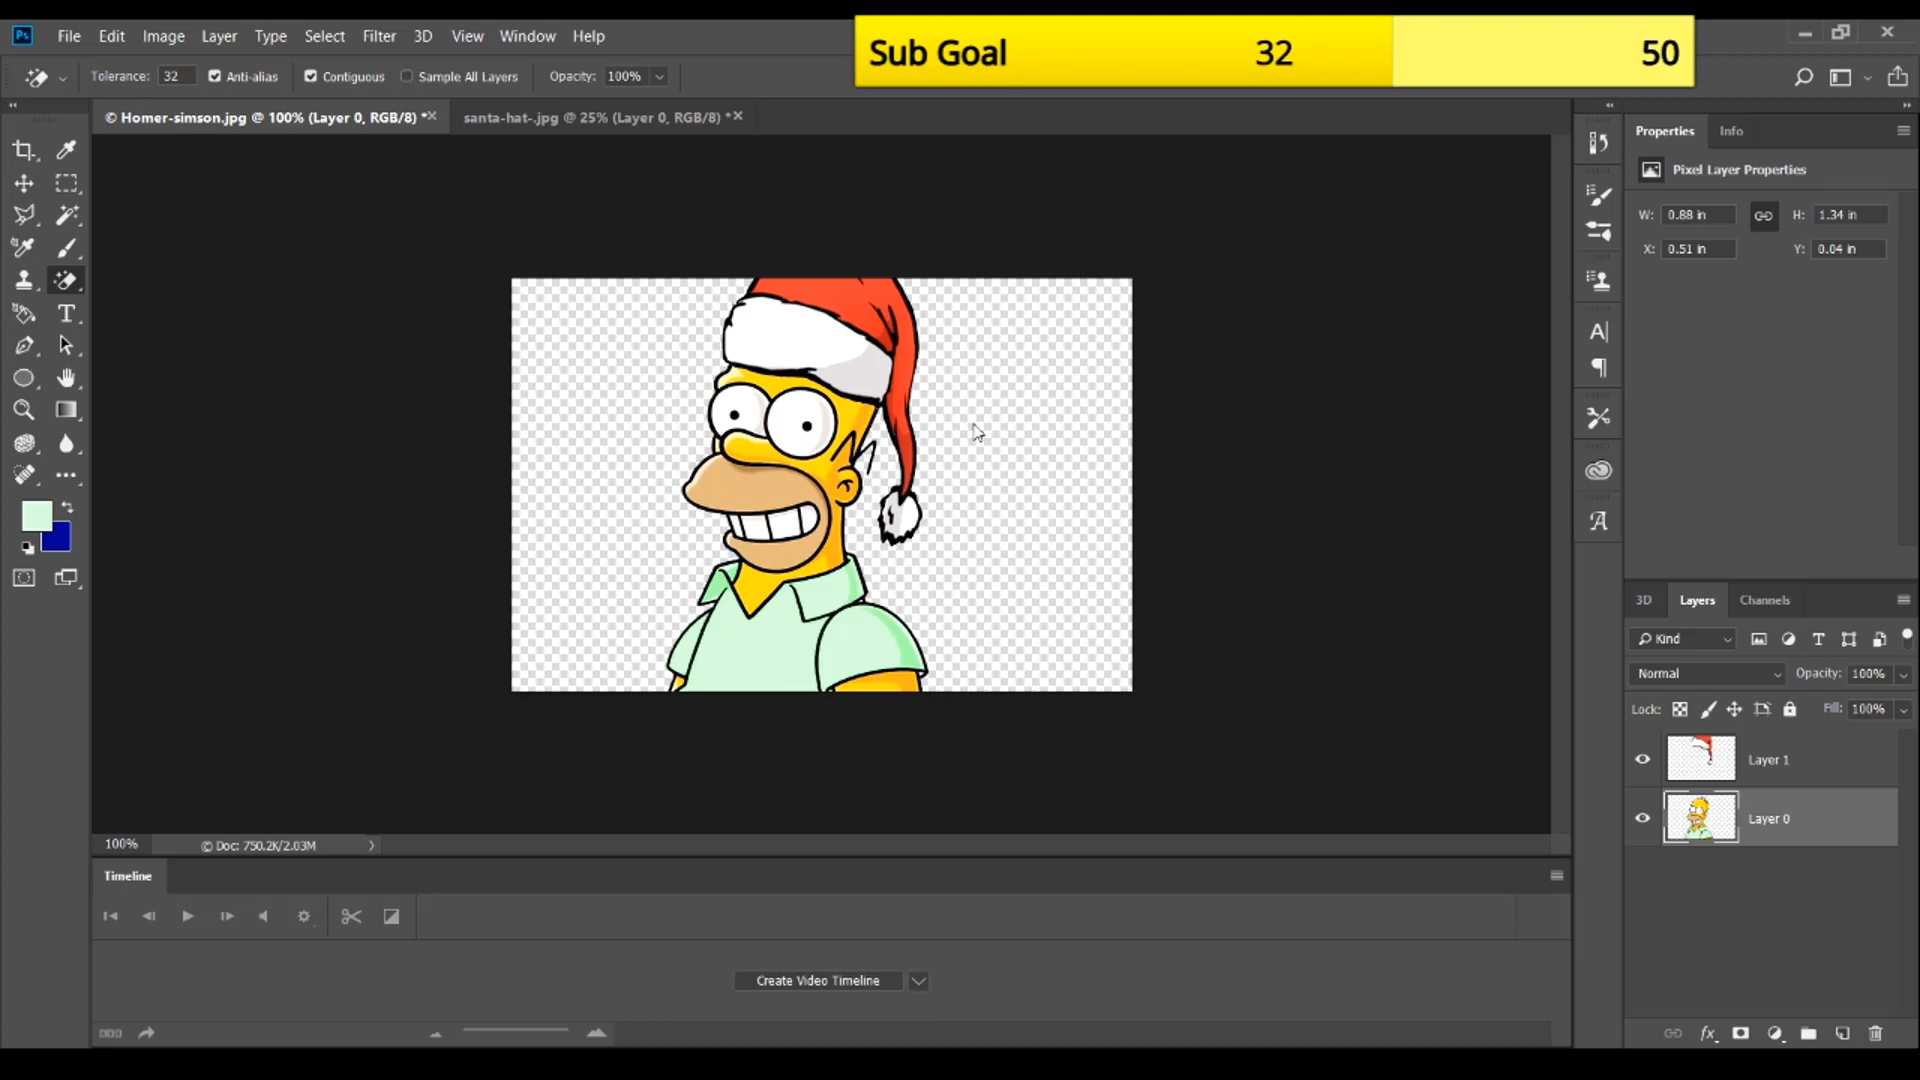 Ps File Edit Image Layer Type Select Filter 3D View Window Help
Sub Goal 32 50
Tolerance: 32 Anti-alias Contiguous Sample All Layers Opacity: 100%
© Homer-simson.jpg @ 100% (Layer 0, RGB/8) * santa-hat-.jpg @ 25% (Layer 0, RGB/8) *
Properties Info
Pixel Layer Properties
W: 0.88 in H: 1.34 in
X: 0.51 in Y: 0.04 in
3D Layers Channels
Kind
Normal Opacity: 100%
Lock: Fill: 100%
Layer 1
Layer 0
100% © Doc: 750.2K/2.03M
Timeline
Create Video Timeline
fx